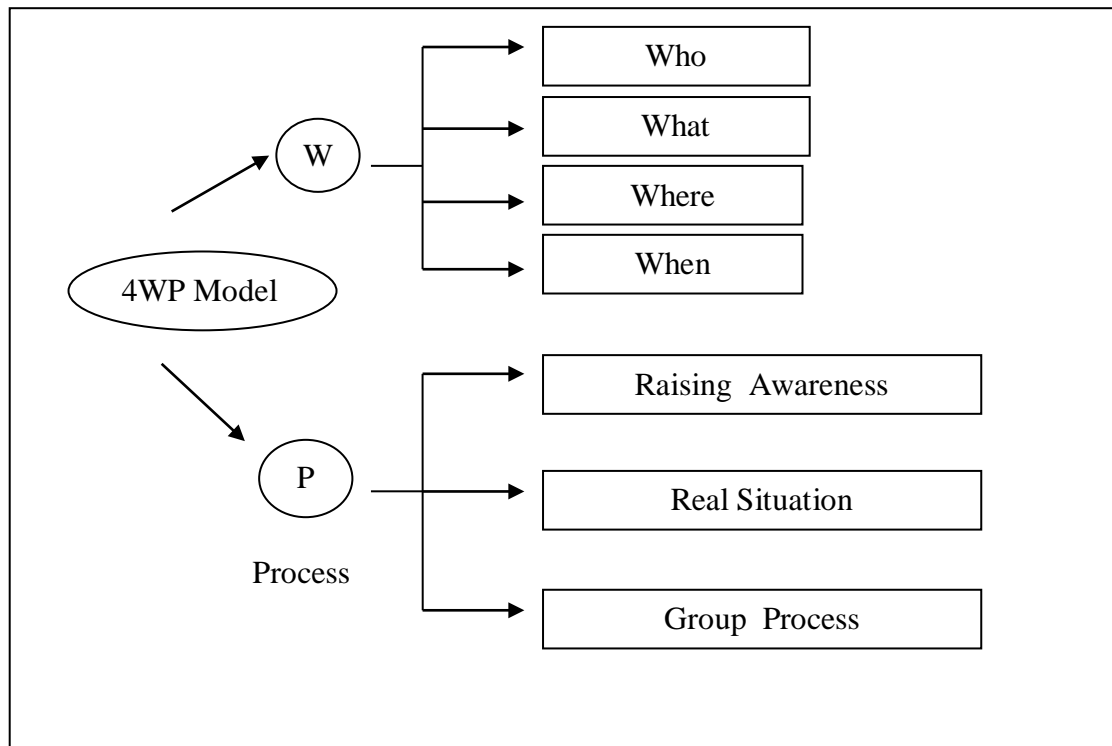 Who
What
W
Where
When
4WP Model
Raising Awareness
P
Real Situation
Process
Group Process